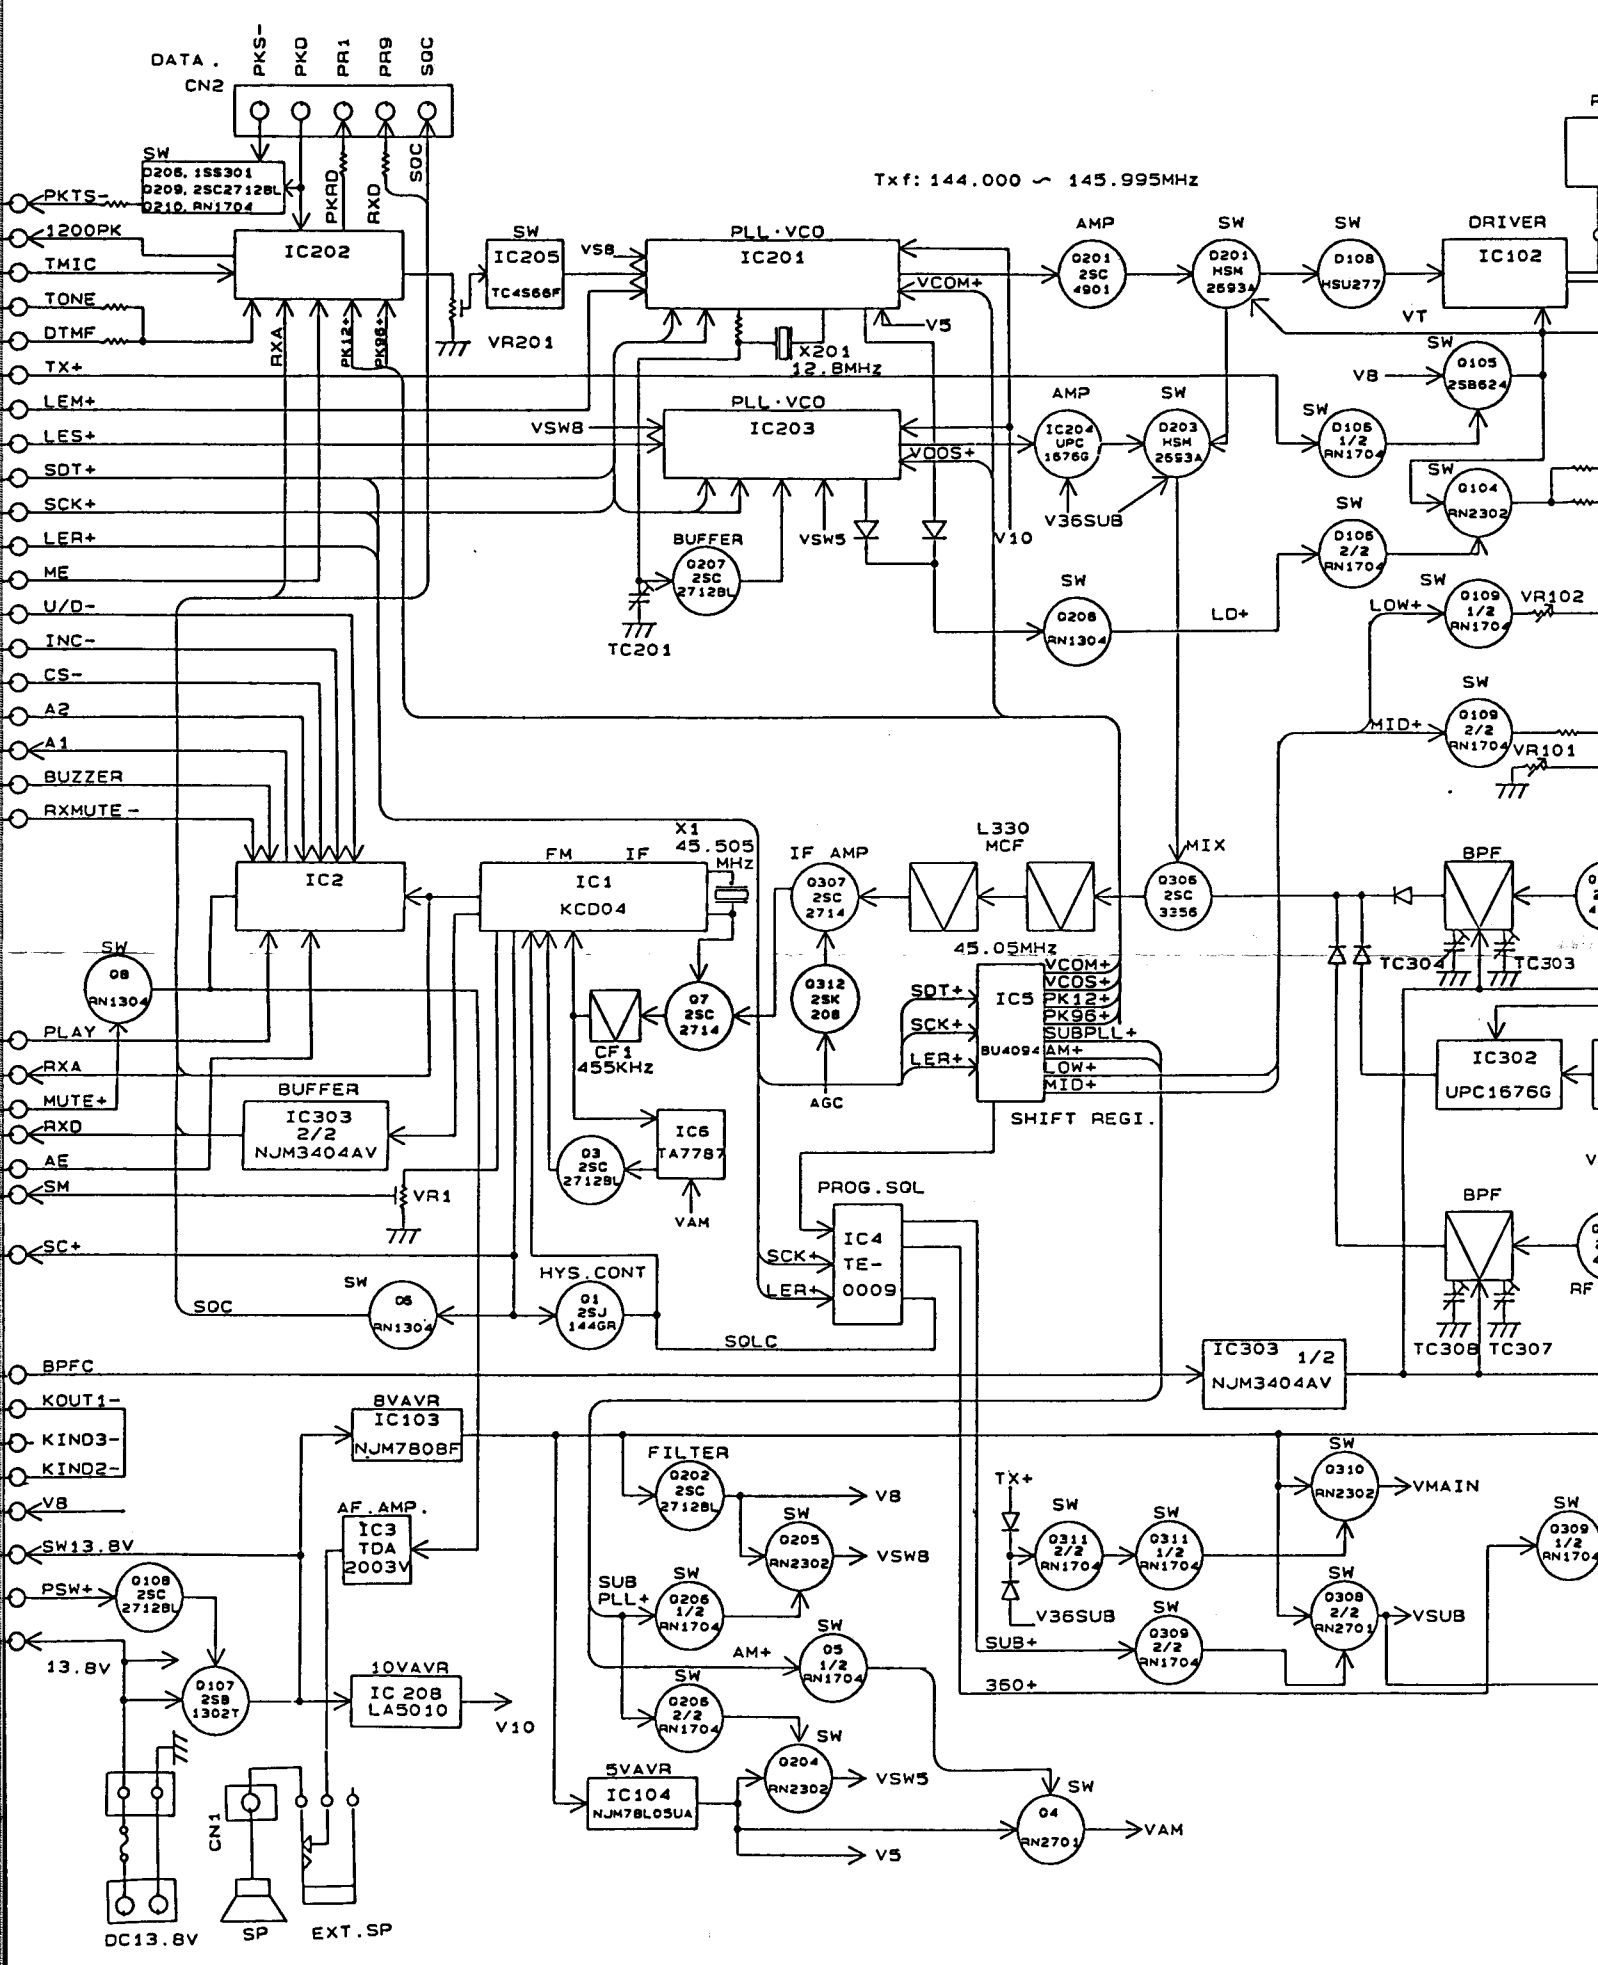 DATA.
CN2
PKS-
PKD
PR1
PR9
SQC
SW
D206, 1SS301
D209, 2SC2712BL
D210, RN1704
PKRD
RXD
SQC
Txf: 144.000 ~ 145.995MHz
PKTS-
1200PK
TMIC
TONE
DTMF
TX+
LEM+
LES+
SDT+
SCK+
LER+
ME
U/D-
INC-
CS-
A2
A1
BUZZER
RXMUTE-
IC202
RXA
PK12+
PK96+
VR201
SW
IC205
TC4S66F
VS8
PLL·VCO
IC201
VCOM+
V5
X201
12.8MHz
VSW8
PLL·VCO
IC203
VCOS+
VSW5
V10
BUFFER
Q207
2SC
2712BL
TC201
AMP
Q201
2SC
4901
SW
D201
HSM
2693A
SW
D108
HSU277
DRIVER
IC102
VT
AMP
IC204
UPC
1676G
SW
D203
HSM
2693A
V36SUB
SW
Q105
2SB624
V8
SW
D106
1/2
RN1704
SW
Q104
RN2302
SW
D106
2/2
RN1704
SW
Q208
RN1304
LD+
SW
Q109
1/2
RN1704
LOW+
VR102
SW
Q109
2/2
RN1704
MID+
VR101
IC2
FM IF
IC1
KCD04
X1
45.505
MHz
IF AMP
Q307
2SC
2714
L330
MCF
45.05MHz
MIX
Q306
2SC
3356
BPF
TC304
TC303
SW
Q8
RN1304
CF1
455KHz
Q7
2SC
2714
Q312
2SK
208
AGC
SDT+
SCK+
LER+
IC5
BU4094
VCOM+
VCOS+
PK12+
PK96+
SUBPLL+
AM+
LOW+
MID+
SHIFT REGI.
IC302
UPC1676G
PLAY
RXA
MUTE+
RXD
AE
SM
SC+
BUFFER
IC303
2/2
NJM3404AV
VR1
Q3
2SC
2712BL
IC6
TA7787
VAM
PROG.SQL
IC4
TE-
0009
SCK+
LER+
SW
Q6
RN1304
SQC
HYS.CONT
Q1
2SJ
144GR
SQLC
BPF
TC308
TC307
RF
BPFC
IC303 1/2
NJM3404AV
KOUT1-
KIND3-
KIND2-
V8
SW13.8V
PSW+
13.8V
8VAVR
IC103
NJM7808F
AF.AMP.
IC3
TDA
2003V
Q108
2SC
2712BL
Q107
2SB
1302T
10VAVR
IC 208
LA5010
V10
FILTER
Q202
2SC
2712BL
V8
SW
Q205
RN2302
VSW8
SUB
PLL+
SW
Q206
1/2
RN1704
AM+
SW
Q5
1/2
RN1704
SW
Q206
2/2
RN1704
SW
Q204
RN2302
VSW5
5VAVR
IC104
NJM78L05UA
V5
SW
Q4
RN2701
VAM
TX+
SW
Q311
2/2
RN1704
SW
Q311
1/2
RN1704
V36SUB
SW
Q310
RN2302
VMAIN
SW
Q308
2/2
RN2701
VSUB
SW
Q309
2/2
RN1704
SUB+
360+
SW
Q309
1/2
RN1704
CN1
SP
EXT.SP
DC13.8V